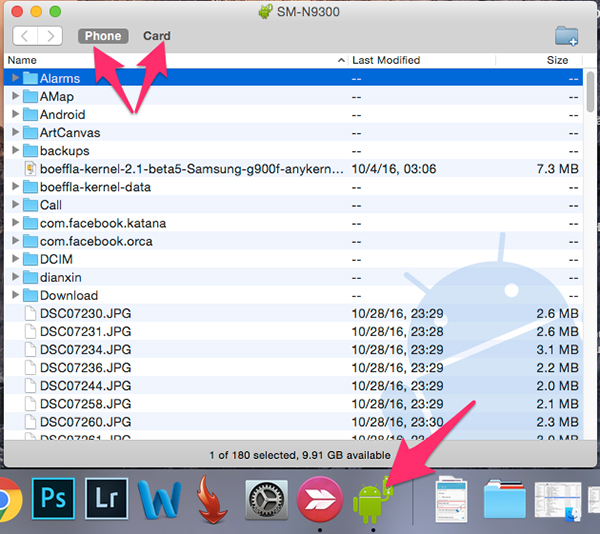 SM-N9300
Phone Card
Name Last Modified Size
Alarms -- --
AMap -- --
Android -- --
ArtCanvas -- --
backups -- --
boeffla-kernel-2.1-beta5-Samsung-g900f-anykern... 10/4/16, 03:06 7.3 MB
boeffla-kernel-data -- --
Call -- --
com.facebook.katana -- --
com.facebook.orca -- --
DCIM -- --
dianxin -- --
Download -- --
DSC07230.JPG 10/28/16, 23:29 2.6 MB
DSC07231.JPG 10/28/16, 23:28 2.6 MB
DSC07234.JPG 10/28/16, 23:29 3.1 MB
DSC07236.JPG 10/28/16, 23:29 2.2 MB
DSC07244.JPG 10/28/16, 23:29 2.0 MB
DSC07258.JPG 10/28/16, 23:29 2.1 MB
DSC07260.JPG 10/28/16, 23:30 2.3 MB
1 of 180 selected, 9.91 GB available
Ps Lr W